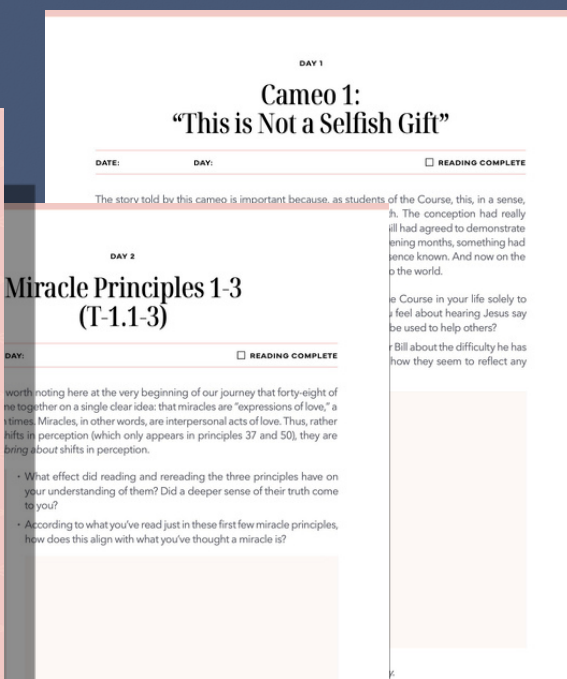 DAY 1
Cameo 1:
“This is Not a Selfish Gift”
DATE: DAY: READING COMPLETE
The story told by this cameo is important because, as students of the Course, this, in a sense,
The conception had really
had agreed to demonstrate
months, something had
known. And now on the
the world.
Course in your life solely to
feel about hearing Jesus say
be used to help others?
Bill about the difficulty he has
how they seem to reflect any
DAY 2
Miracle Principles 1-3
(T-1.1-3)
DAY: READING COMPLETE
worth noting here at the very beginning of our journey that forty-eight of
together on a single clear idea: that miracles are “expressions of love,” a
times. Miracles, in other words, are interpersonal acts of love. Thus, rather
shifts in perception (which only appears in principles 37 and 50), they are
bring about shifts in perception.
• What effect did reading and rereading the three principles have on
your understanding of them? Did a deeper sense of their truth come
to you?
• According to what you’ve read just in these first few miracle principles,
how does this align with what you’ve thought a miracle is?